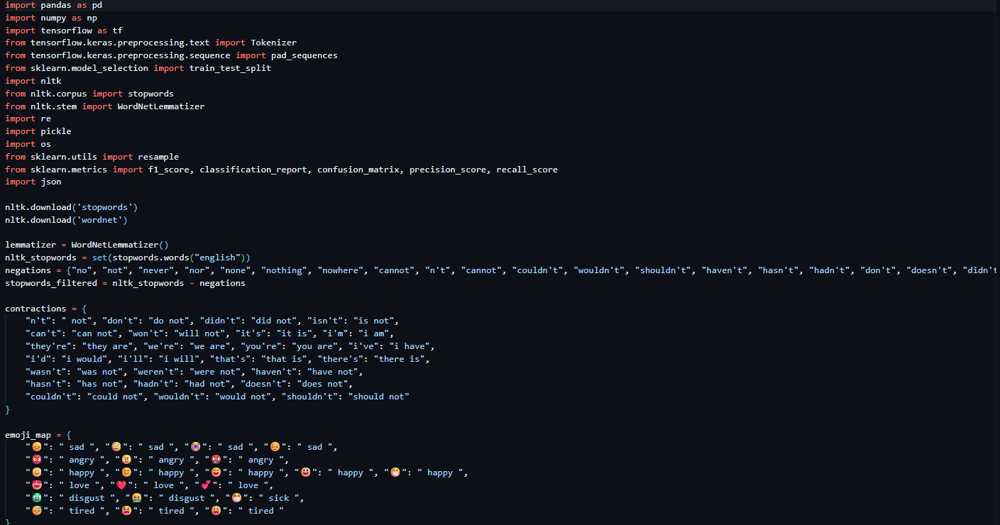 import pandas as pd
import numpy as np
import tensorflow as tf
from tensorflow.keras.preprocessing.text import Tokenizer
from tensorflow.keras.preprocessing.sequence import pad_sequences
from sklearn.model_selection import train_test_split
import nltk
from nltk.corpus import stopwords
from nltk.stem import WordNetLemmatizer
import re
import pickle
import os
from sklearn.utils import resample
from sklearn.metrics import f1_score, classification_report, confusion_matrix, precision_score, recall_score
import json
nltk.download('stopwords')
nltk.download('wordnet')
lemmatizer = WordNetLemmatizer()
nltk_stopwords = set(stopwords.words("english"))
negations = {"no", "not", "never", "nor", "none", "nothing", "nowhere", "cannot", "n't", "cannot", "couldn't", "wouldn't", "shouldn't", "haven't", "hasn't", "hadn't", "don't", "doesn't", "didn't
stopwords_filtered = nltk_stopwords - negations
contractions = {
    "n't": " not", "don't": "do not", "didn't": "did not", "isn't": "is not",
    "can't": "can not", "won't": "will not", "it's": "it is", "i'm": "i am",
    "they're": "they are", "we're": "we are", "you're": "you are", "i've": "i have",
    "i'd": "i would", "i'll": "i will", "that's": "that is", "there's": "there is",
    "wasn't": "was not", "weren't": "were not", "haven't": "have not",
    "hasn't": "has not", "hadn't": "had not", "doesn't": "does not",
    "couldn't": "could not", "wouldn't": "would not", "shouldn't": "should not"
}
emoji_map = {
    "": " sad ", "": " sad ", "": " sad ", "": " sad ",
    "": " angry ", "": " angry ", "": " angry ",
    "": " happy ", "": " happy ", "": " happy ", "": " happy ", "": " happy ",
    "😍": " love ", "❤️": " love ", "💕": " love ",
    "": " disgust ", "": " disgust ", "": " sick ",
    "": " tired ", "": " tired ", "": " tired "
}